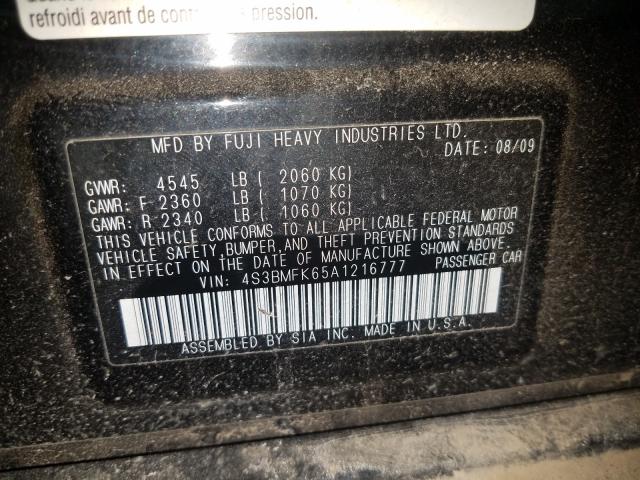 refroidi avant de pression.
MFD BY FUJI HEAVY INDUSTRIES LTD.
DATE: 08/09
GVWR: 4545 LB ( 2060 KG)
GAWR: F 2360 LB ( 1070 KG)
GAWR: R 2340 LB ( 1060 KG)
THIS VEHICLE CONFORMS TO ALL APPLICABLE FEDERAL MOTOR
VEHICLE SAFETY,BUMPER,AND THEFT PREVENTION STANDARDS
IN EFFECT ON THE DATE OF MANUFACTURE SHOWN ABOVE.
VIN: 4S3BMFK65A1216777 PASSENGER CAR
ASSEMBLED BY SIA INC. MADE IN U.S.A.